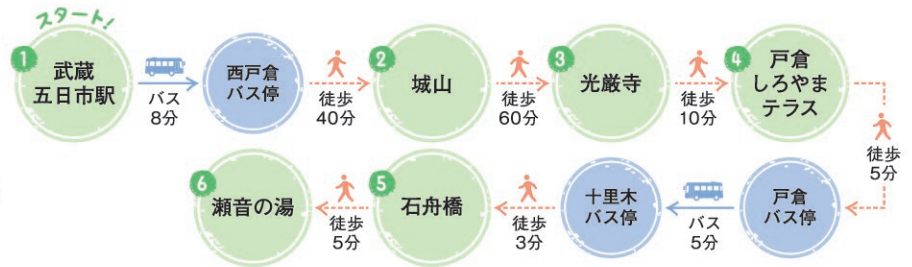 スタート!
1
武蔵
五日市駅
バス
8分
西戸倉
バス停
徒歩
40分
2
城山
徒歩
60分
3
光厳寺
徒歩
10分
4
戸倉
しろやま
テラス
徒歩
5分
戸倉
バス停
バス
5分
十里木
バス停
徒歩
3分
5
石舟橋
徒歩
5分
6
瀬音の湯